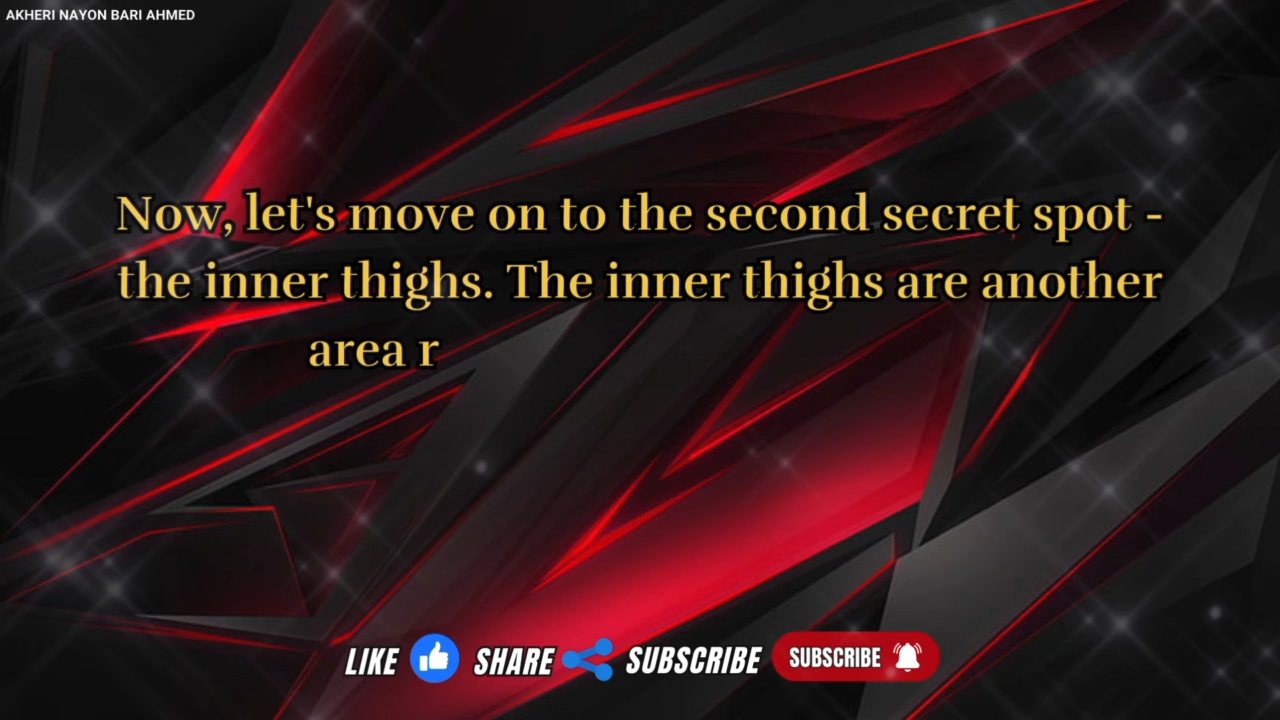 AKHERI NAYON BARI AHMED
Now, let's move on to the second secret spot -
the inner thighs. The inner thighs are another
area r
LIKE SHARE SUBSCRIBE SUBSCRIBE